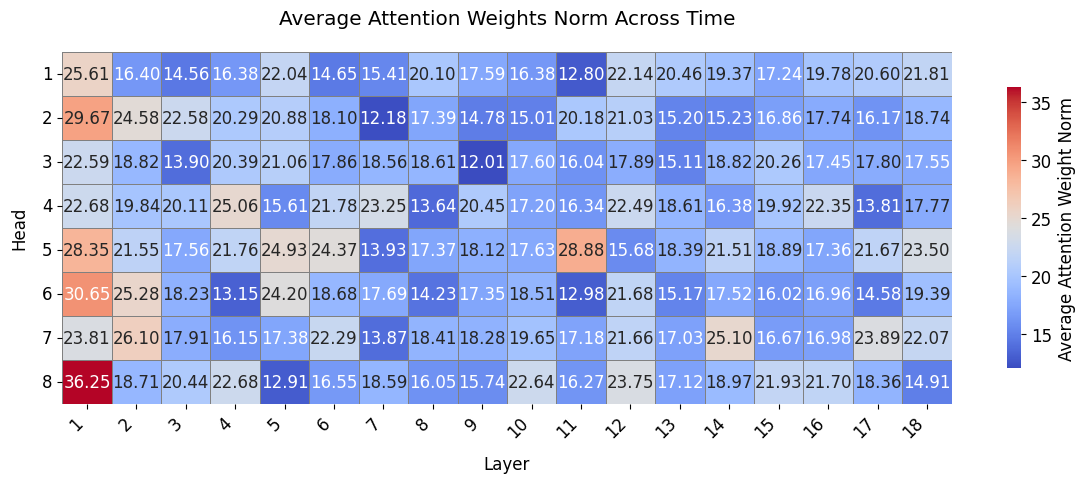 Average Attention Weights Norm Across Time
1 25.61 16.40 14.56 16.38 22.04 14.65 15.41 20.10 17.59 16.38 12.80 22.14 20.46 19.37 17.24 19.78 20.60 21.81
2 29.67 24.58 22.58 20.29 20.88 18.10 12.18 17.39 14.78 15.01 20.18 21.03 15.20 15.23 16.86 17.74 16.17 18.74
3 22.59 18.82 13.90 20.39 21.06 17.86 18.56 18.61 12.01 17.60 16.04 17.89 15.11 18.82 20.26 17.45 17.80 17.55
4 22.68 19.84 20.11 25.06 15.61 21.78 23.25 13.64 20.45 17.20 16.34 22.49 18.61 16.38 19.92 22.35 13.81 17.77
5 28.35 21.55 17.56 21.76 24.93 24.37 13.93 17.37 18.12 17.63 28.88 15.68 18.39 21.51 18.89 17.36 21.67 23.50
6 30.65 25.28 18.23 13.15 24.20 18.68 17.69 14.23 17.35 18.51 12.98 21.68 15.17 17.52 16.02 16.96 14.58 19.39
7 23.81 26.10 17.91 16.15 17.38 22.29 13.87 18.41 18.28 19.65 17.18 21.66 17.03 25.10 16.67 16.98 23.89 22.07
8 36.25 18.71 20.44 22.68 12.91 16.55 18.59 16.05 15.74 22.64 16.27 23.75 17.12 18.97 21.93 21.70 18.36 14.91
1 2 3 4 5 6 7 8 9 10 11 12 13 14 15 16 17 18
Layer
Head
35
30
25
20
15
Average Attention Weight Norm